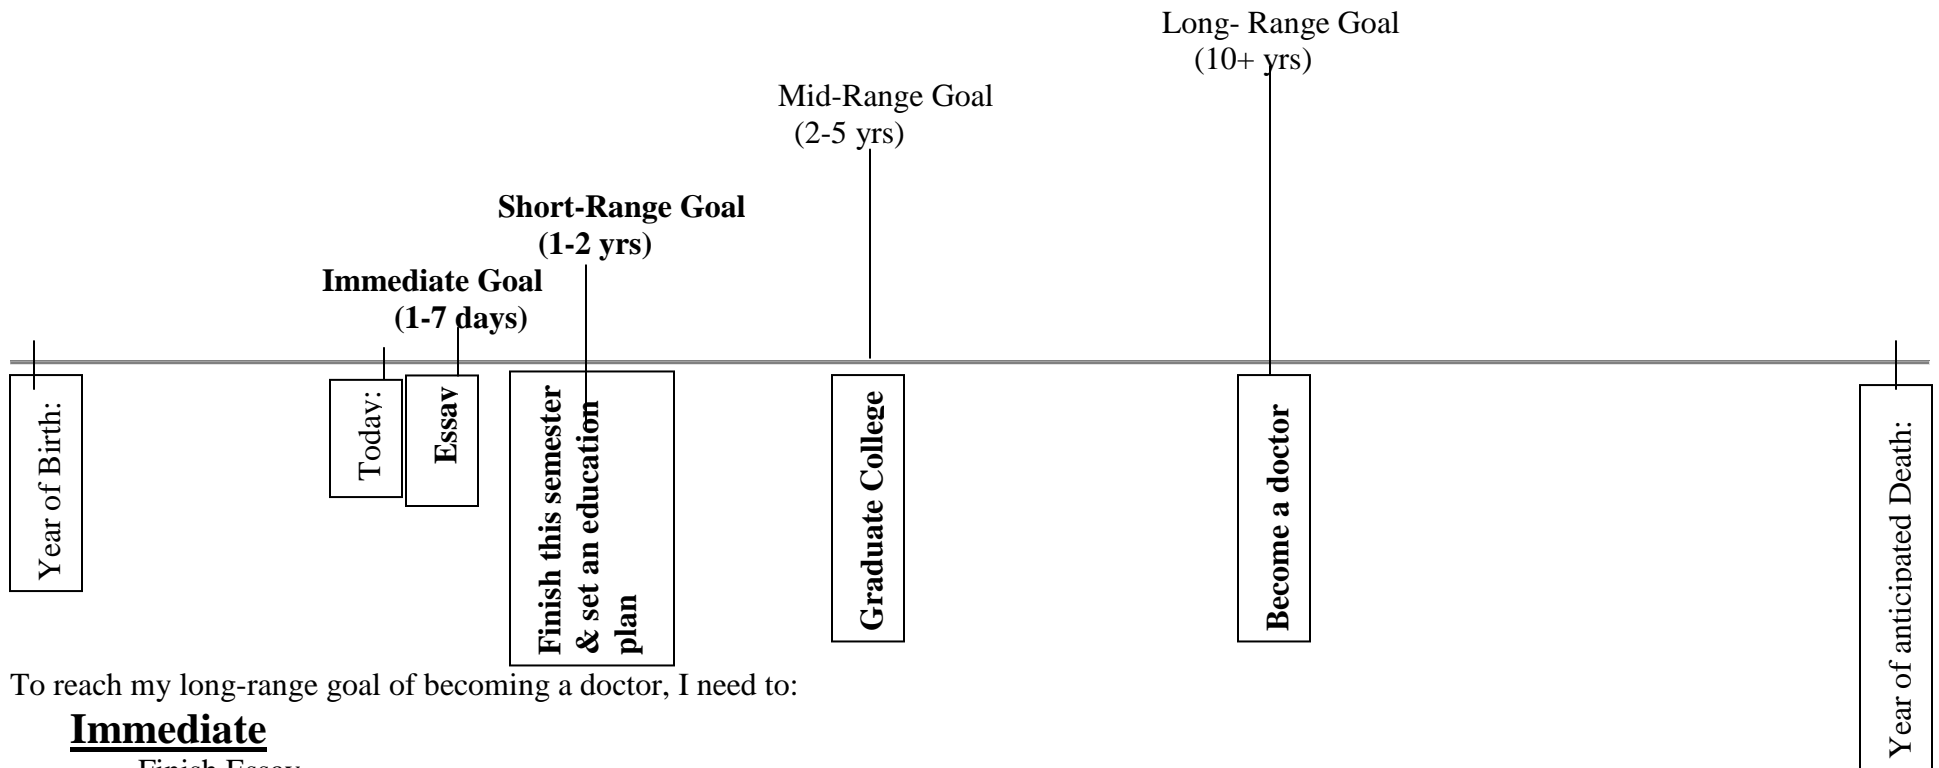 Long- Range Goal
(10+ yrs)
Mid-Range Goal
(2-5 yrs)
Short-Range Goal
(1-2 yrs)
Immediate Goal
(1-7 days)
Year of Birth:
Today:
Essay
Finish this semester
& set an education
plan
Graduate College
Become a doctor
Year of anticipated Death:
To reach my long-range goal of becoming a doctor, I need to:
Immediate
Finish Essay